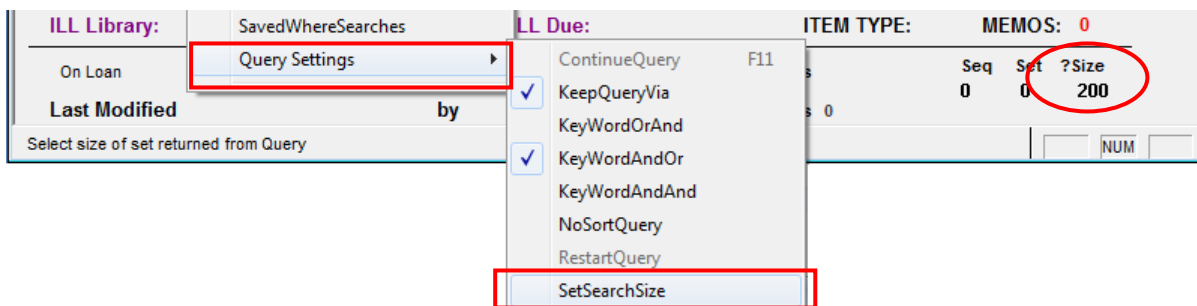 ILL Library: SavedWhereSearches LL Due: ITEM TYPE: MEMOS: 0
On Loan Query Settings ContinueQuery F11 s Seq Set ?Size
KeepQueryVia 0 0 200
Last Modified by KeyWordOrAnd s 0
Select size of set returned from Query KeyWordAndOr NUM
KeyWordAndAnd
NoSortQuery
RestartQuery
SetSearchSize